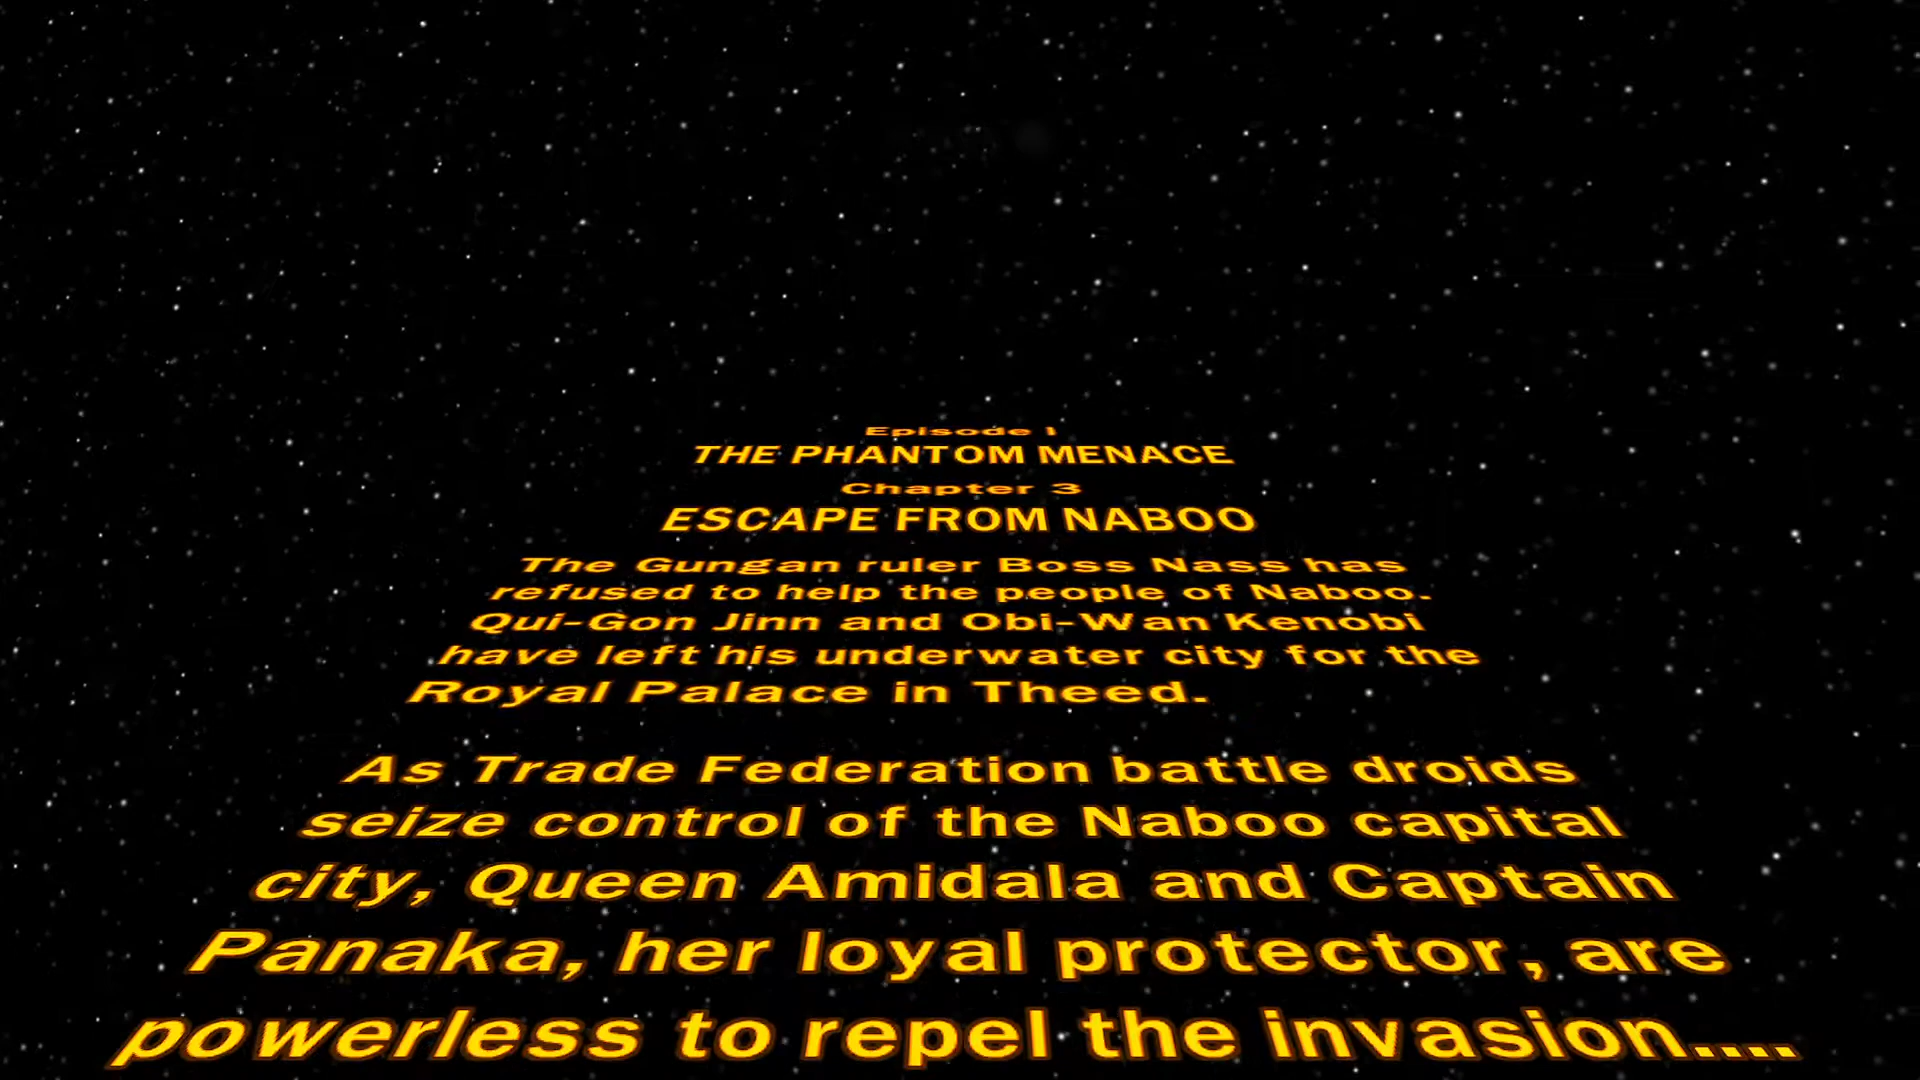 Episode I
THE PHANTOM MENACE
Chapter 3
ESCAPE FROM NABOO
The Gungan ruler Boss Nass has
refused to help the people of Naboo.
Qui-Gon Jinn and Obi-Wan Kenobi
have left his underwater city for the
Royal Palace in Theed.
As Trade Federation battle droids
seize control of the Naboo capital
city, Queen Amidala and Captain
Panaka, her loyal protector, are
powerless to repel the invasion....